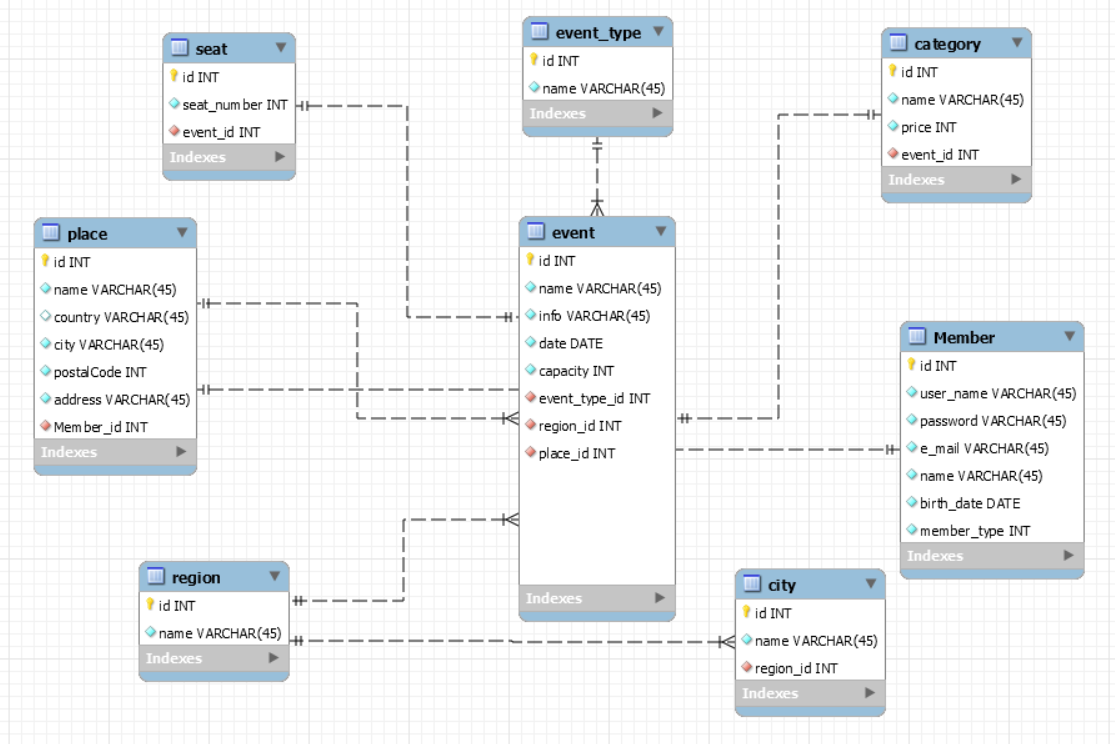 seat
id INT
seat_number INT
event_id INT
Indexes
event_type
id INT
name VARCHAR(45)
Indexes
category
id INT
name VARCHAR(45)
price INT
event_id INT
Indexes
place
id INT
name VARCHAR(45)
country VARCHAR(45)
city VARCHAR(45)
postalCode INT
address VARCHAR(45)
Member_id INT
Indexes
event
id INT
name VARCHAR(45)
info VARCHAR(45)
date DATE
capacity INT
event_type_id INT
region_id INT
place_id INT
Indexes
Member
id INT
user_name VARCHAR(45)
password VARCHAR(45)
e_mail VARCHAR(45)
name VARCHAR(45)
birth_date DATE
member_type INT
Indexes
region
id INT
name VARCHAR(45)
Indexes
city
id INT
name VARCHAR(45)
region_id INT
Indexes